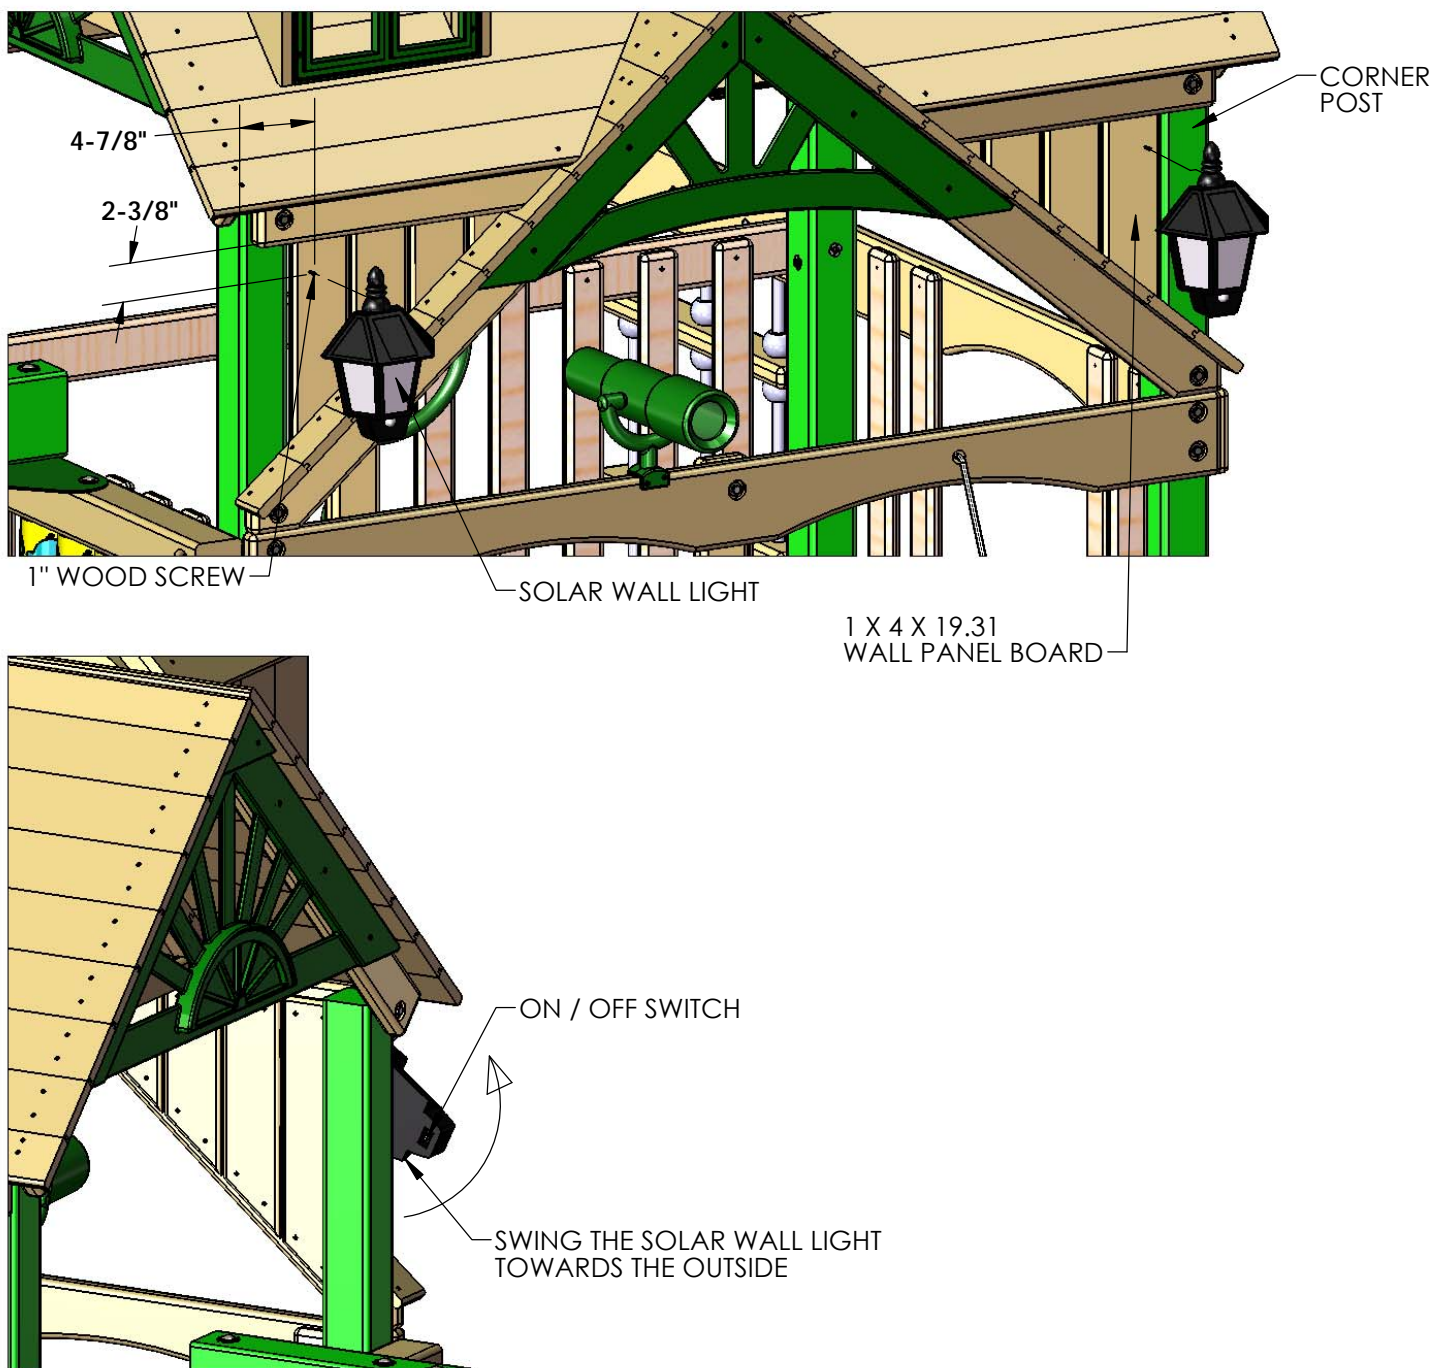 CORNER
POST
4-7/8"
2-3/8"
1" WOOD SCREW
SOLAR WALL LIGHT
1 X 4 X 19.31
WALL PANEL BOARD
ON / OFF SWITCH
SWING THE SOLAR WALL LIGHT
TOWARDS THE OUTSIDE